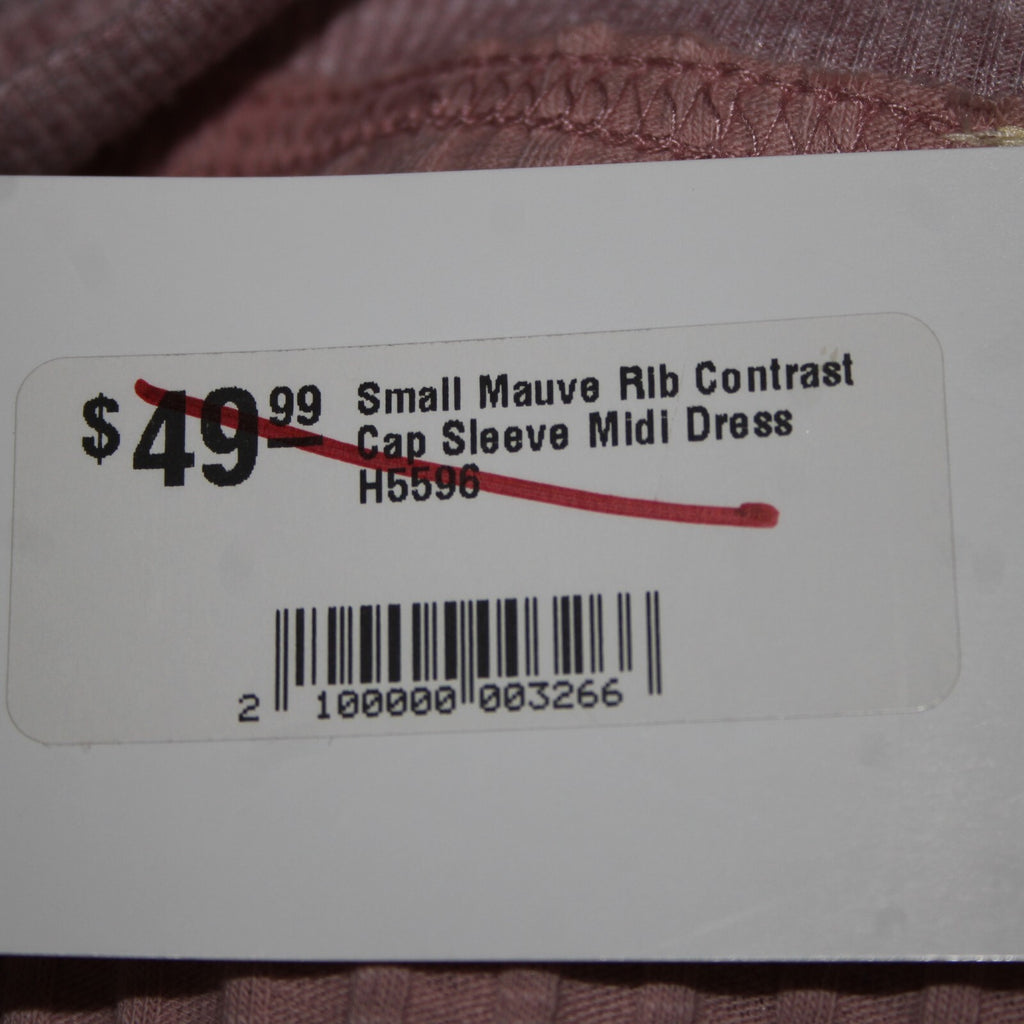 $49.99 Small Mauve Rib Contrast
Cap Sleeve Midi Dress
H5596
2 100000 003266